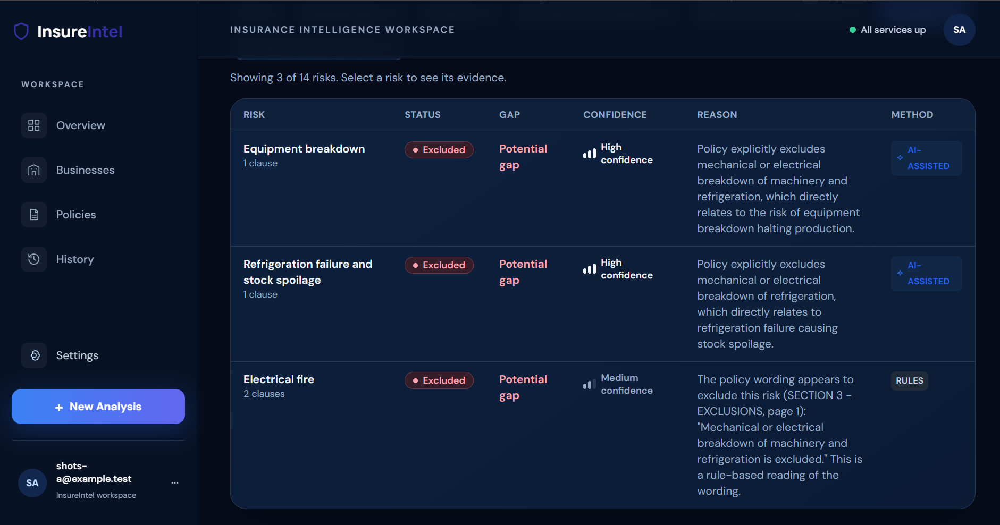 InsureIntel
INSURANCE INTELLIGENCE WORKSPACE
All services up
SA
WORKSPACE
Overview
Businesses
Policies
History
Settings
+ New Analysis
SA
shots-
a@example.test
InsureIntel workspace
...
Showing 3 of 14 risks. Select a risk to see its evidence.
RISK STATUS GAP CONFIDENCE REASON METHOD
Equipment breakdown
1 clause
Excluded
Potential
gap
High
confidence
Policy explicitly excludes
mechanical or electrical
breakdown of machinery and
refrigeration, which directly
relates to the risk of equipment
breakdown halting production.
AI-
ASSISTED
Refrigeration failure and
stock spoilage
1 clause
Excluded
Potential
gap
High
confidence
Policy explicitly excludes
mechanical or electrical
breakdown of refrigeration,
which directly relates to
refrigeration failure causing
stock spoilage.
AI-
ASSISTED
Electrical fire
2 clauses
Excluded
Potential
gap
Medium
confidence
The policy wording appears to
exclude this risk (SECTION 3 -
EXCLUSIONS, page 1):
"Mechanical or electrical
breakdown of machinery and
refrigeration is excluded." This is
a rule-based reading of the
wording.
RULES